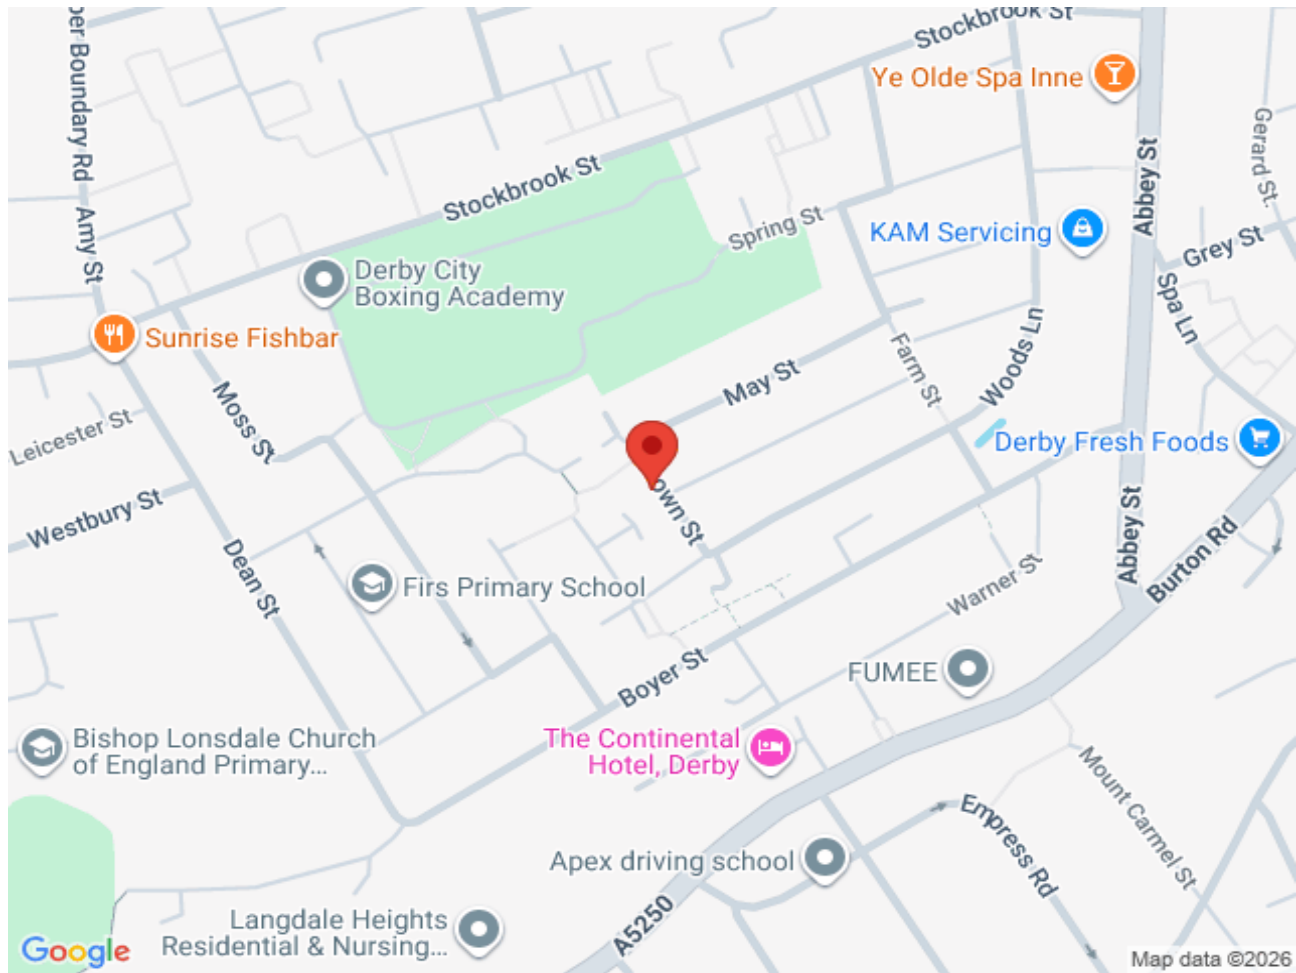 Stockbrook St
Ye Olde Spa Inne
per Boundary Rd
Gerard St.
Abbey St
Stockbrook St
Amy St
Spring St
KAM Servicing
Grey St
Derby City
Boxing Academy
Spa Ln
Sunrise Fishbar
Woods Ln
Farm St
May St
Moss St
Leicester St
Derby Fresh Foods
own St
Westbury St
Abbey St
Burton Rd
Dean St
Firs Primary School
Warner St
Boyer St
FUMEE
Bishop Lonsdale Church
of England Primary...
The Continental
Hotel, Derby
Mount Carmel St
Empress Rd
Apex driving school
Langdale Heights
Residential & Nursing...
A5250
Google
Map data ©2026